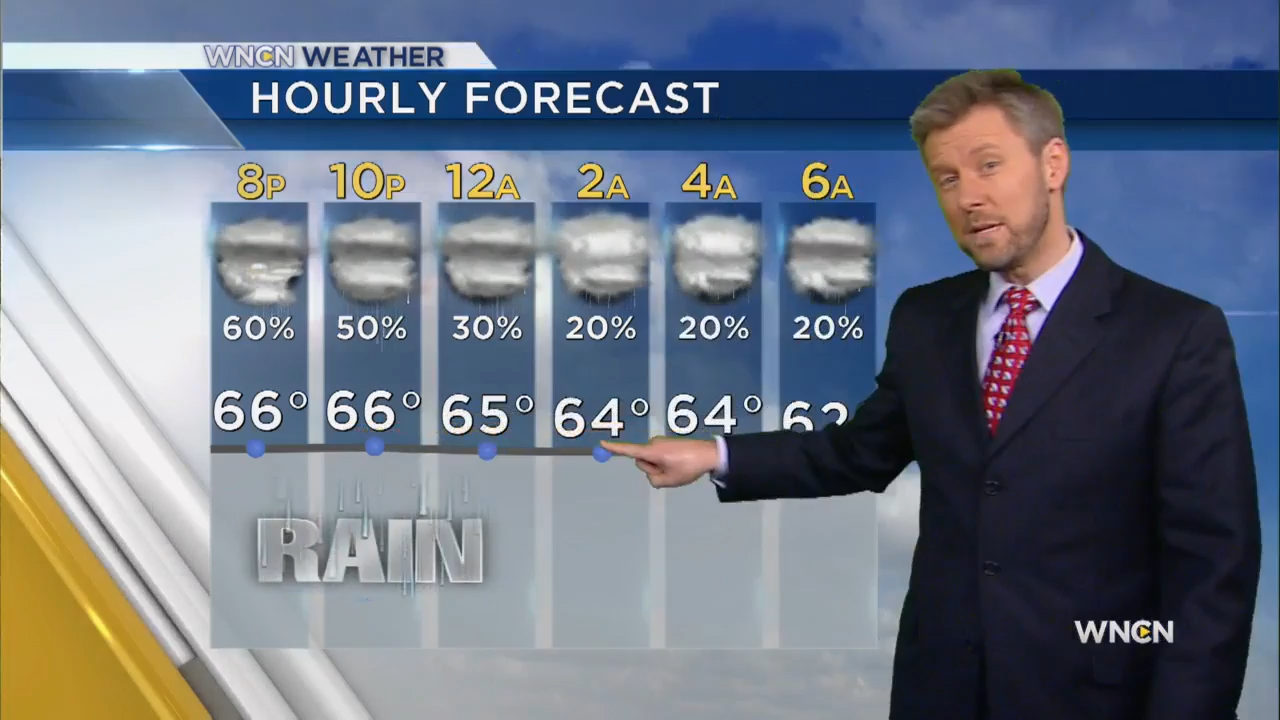 WNCN WEATHER
HOURLY FORECAST
8P 10P 12A 2A 4A 6A
60% 50% 30% 20% 20% 20%
66° 66° 65° 64° 64° 62
RAIN
WNCN